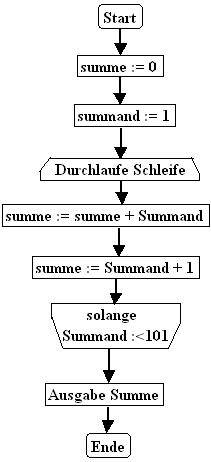 Start
summe := 0
summand := 1
Durchlaufe Schleife
summe := summe + Summand
summe := Summand + 1
solange
Summand :<101
Ausgabe Summe
Ende